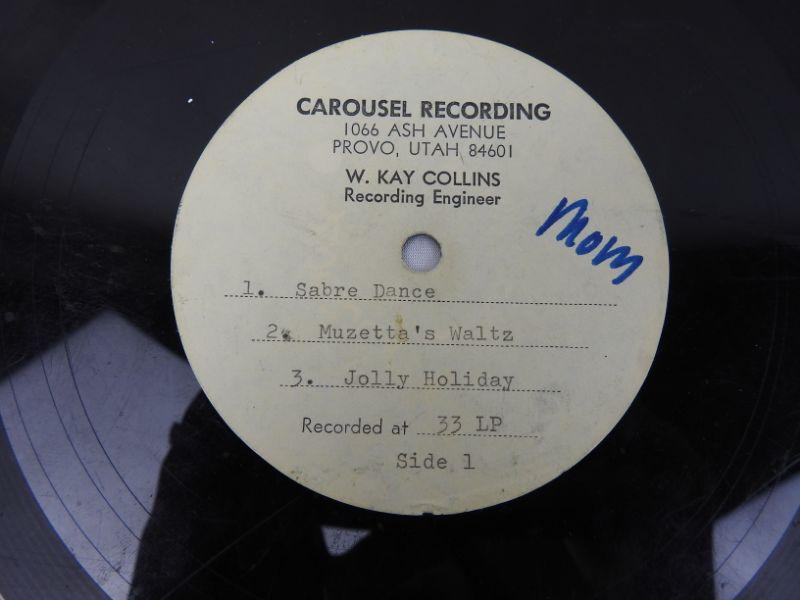 CAROUSEL RECORDING
1066 ASH AVENUE
PROVO, UTAH 84601
W. KAY COLLINS
Recording Engineer
Mom
1. Sabre Dance
2. Muzetta's Waltz
3. Jolly Holiday
Recorded at 33 LP
Side 1